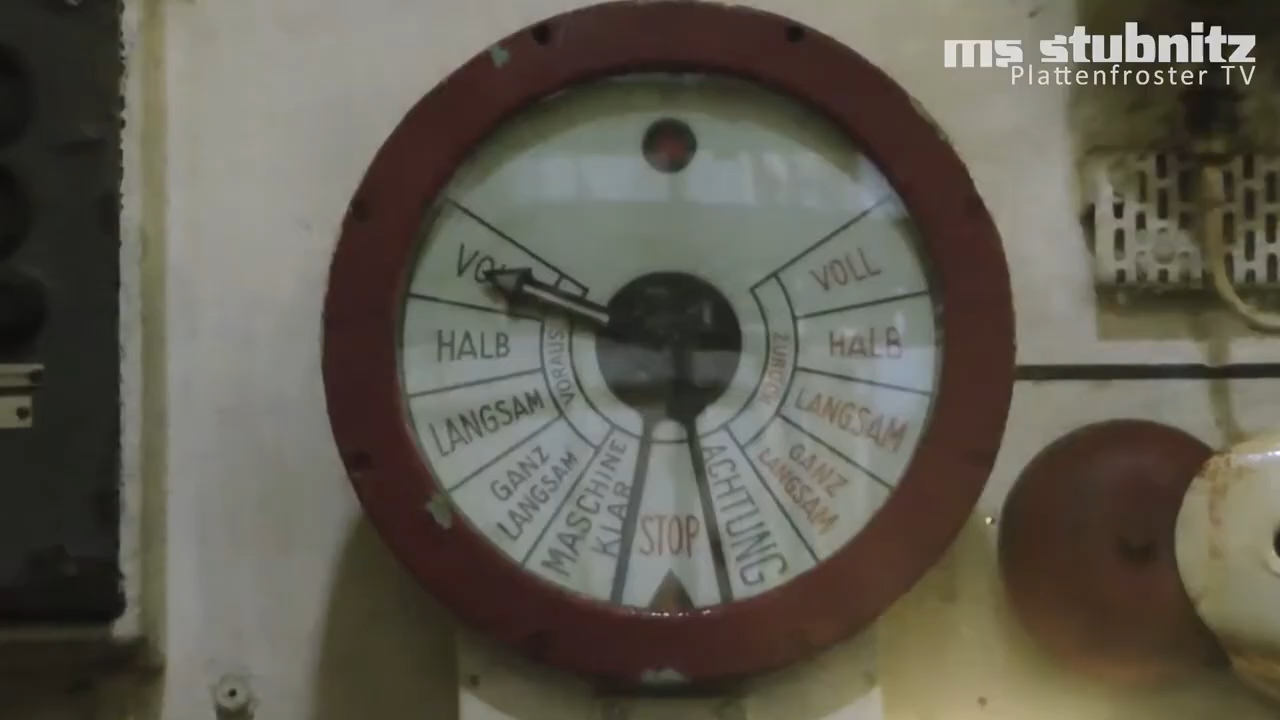 ms stubnitz
Plattenfroster TV
VOLL
HALB
LANGSAM
GANZ
LANGSAM
MASCHINE
KLAR
VORAUS
STOP
ACHTUNG
ZURÜCK
VOLL
HALB
LANGSAM
GANZ
LANGSAM